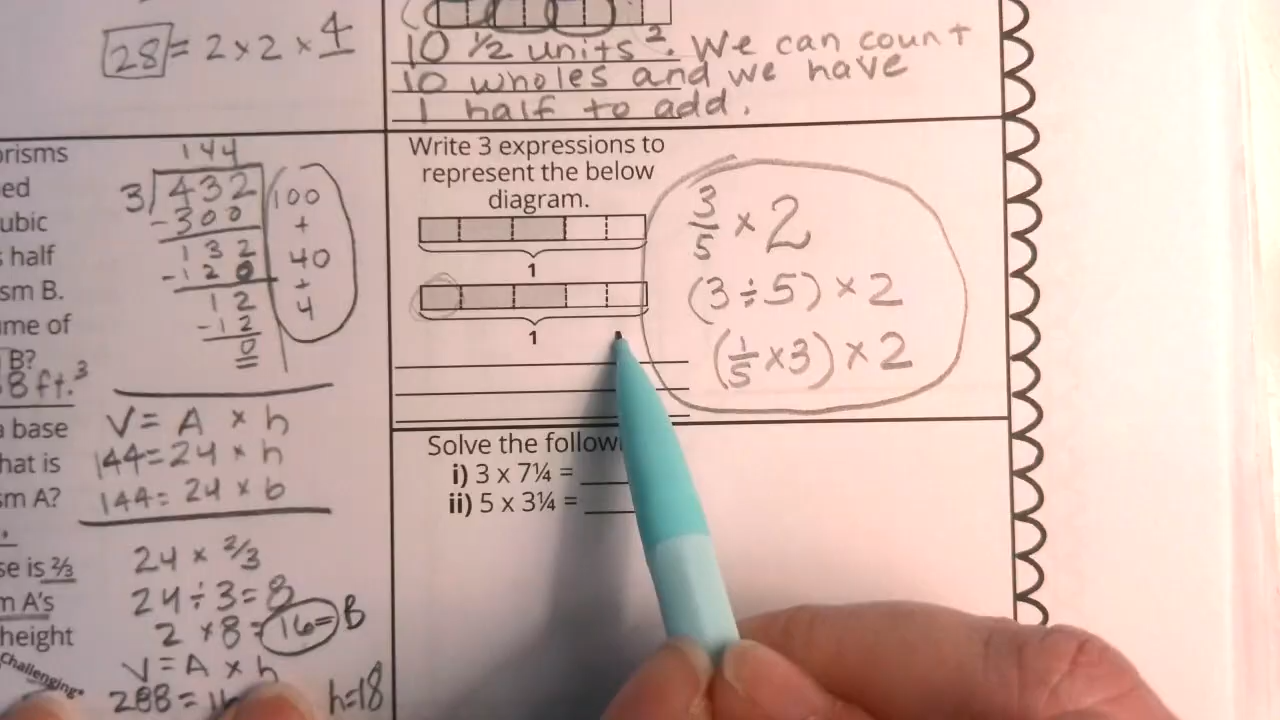 28 = 2 x 2 x 4
10 ½ units². We can count
10 wholes and we have
1 half to add.
prisms
ed
ubic
s half
sm B.
me of
B?
8 ft.³
a base
hat is
sm A?
se is ⅔
m A's
height
Challenging*
144
3)432
-300
132
-120
12
-12
0
100
+
40
+
4
V = A x h
144 = 24 x h
144 = 24 x 6
24 x 2/3
24 ÷ 3 = 8
2 x 8 = 16 = B
V = A x h
288 = 16
h=18
Write 3 expressions to
represent the below
diagram.
1
1
3/5 x 2
(3 ÷ 5) x 2
(1/5 x 3) x 2
Solve the follow
i) 3 x 7¼ = ____
ii) 5 x 3¼ = ____